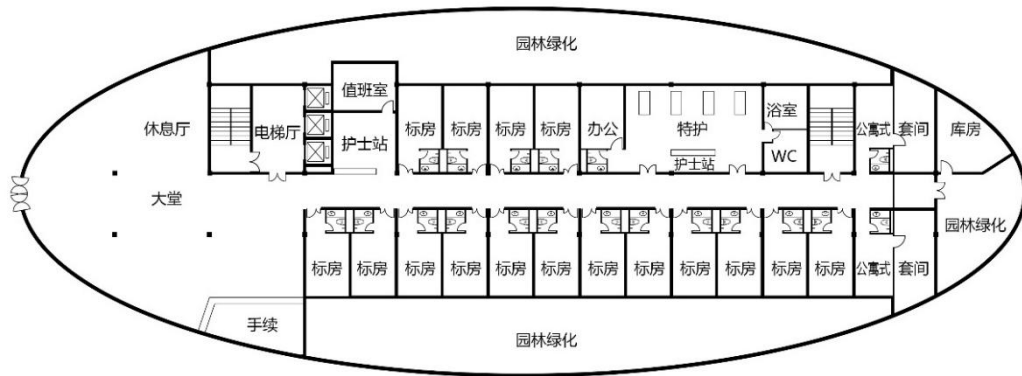 园林绿化
值班室
休息厅
电梯厅
护士站
标房
标房
标房
标房
办公
特护
护士站
浴室
WC
公寓式
套间
库房
大堂
园林绿化
标房
标房
标房
标房
标房
标房
标房
标房
标房
标房
标房
标房
公寓式
套间
手续
园林绿化